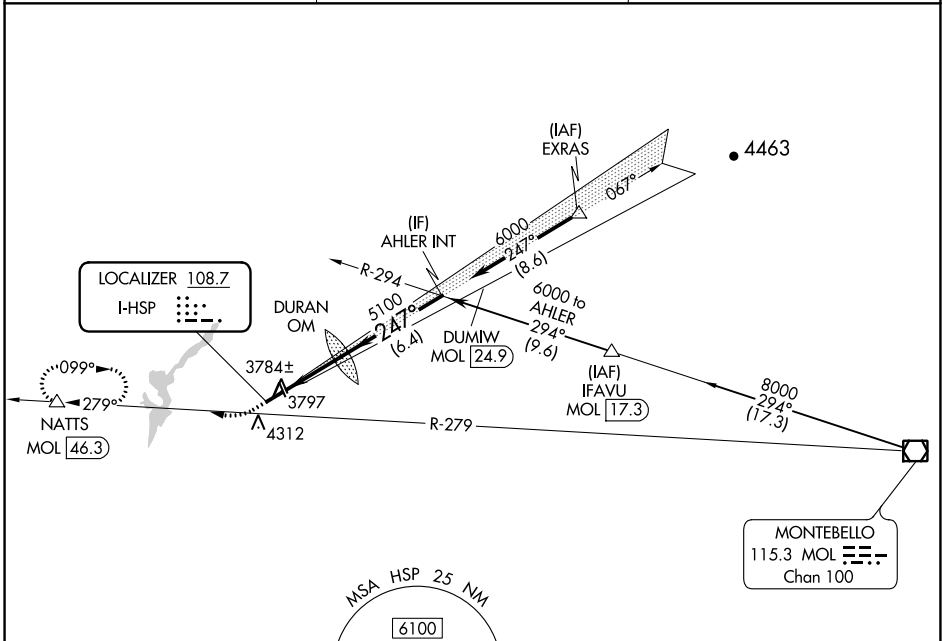 (IAF)
EXRAS
4463
067°
(IF)
AHLER INT
6000
247°
(8.6)
R-294
LOCALIZER 108.7
I-HSP
DURAN
OM
5100
247°
(6.4)
DUMIW
MOL 24.9
6000 to
AHLER
294°
(9.6)
(IAF)
IFAVU
MOL 17.3
8000
294°
(17.3)
3784±
3797
4312
099°
279°
NATTS
MOL 46.3
R-279
MONTEBELLO
115.3 MOL
Chan 100
MSA HSP 25 NM
6100